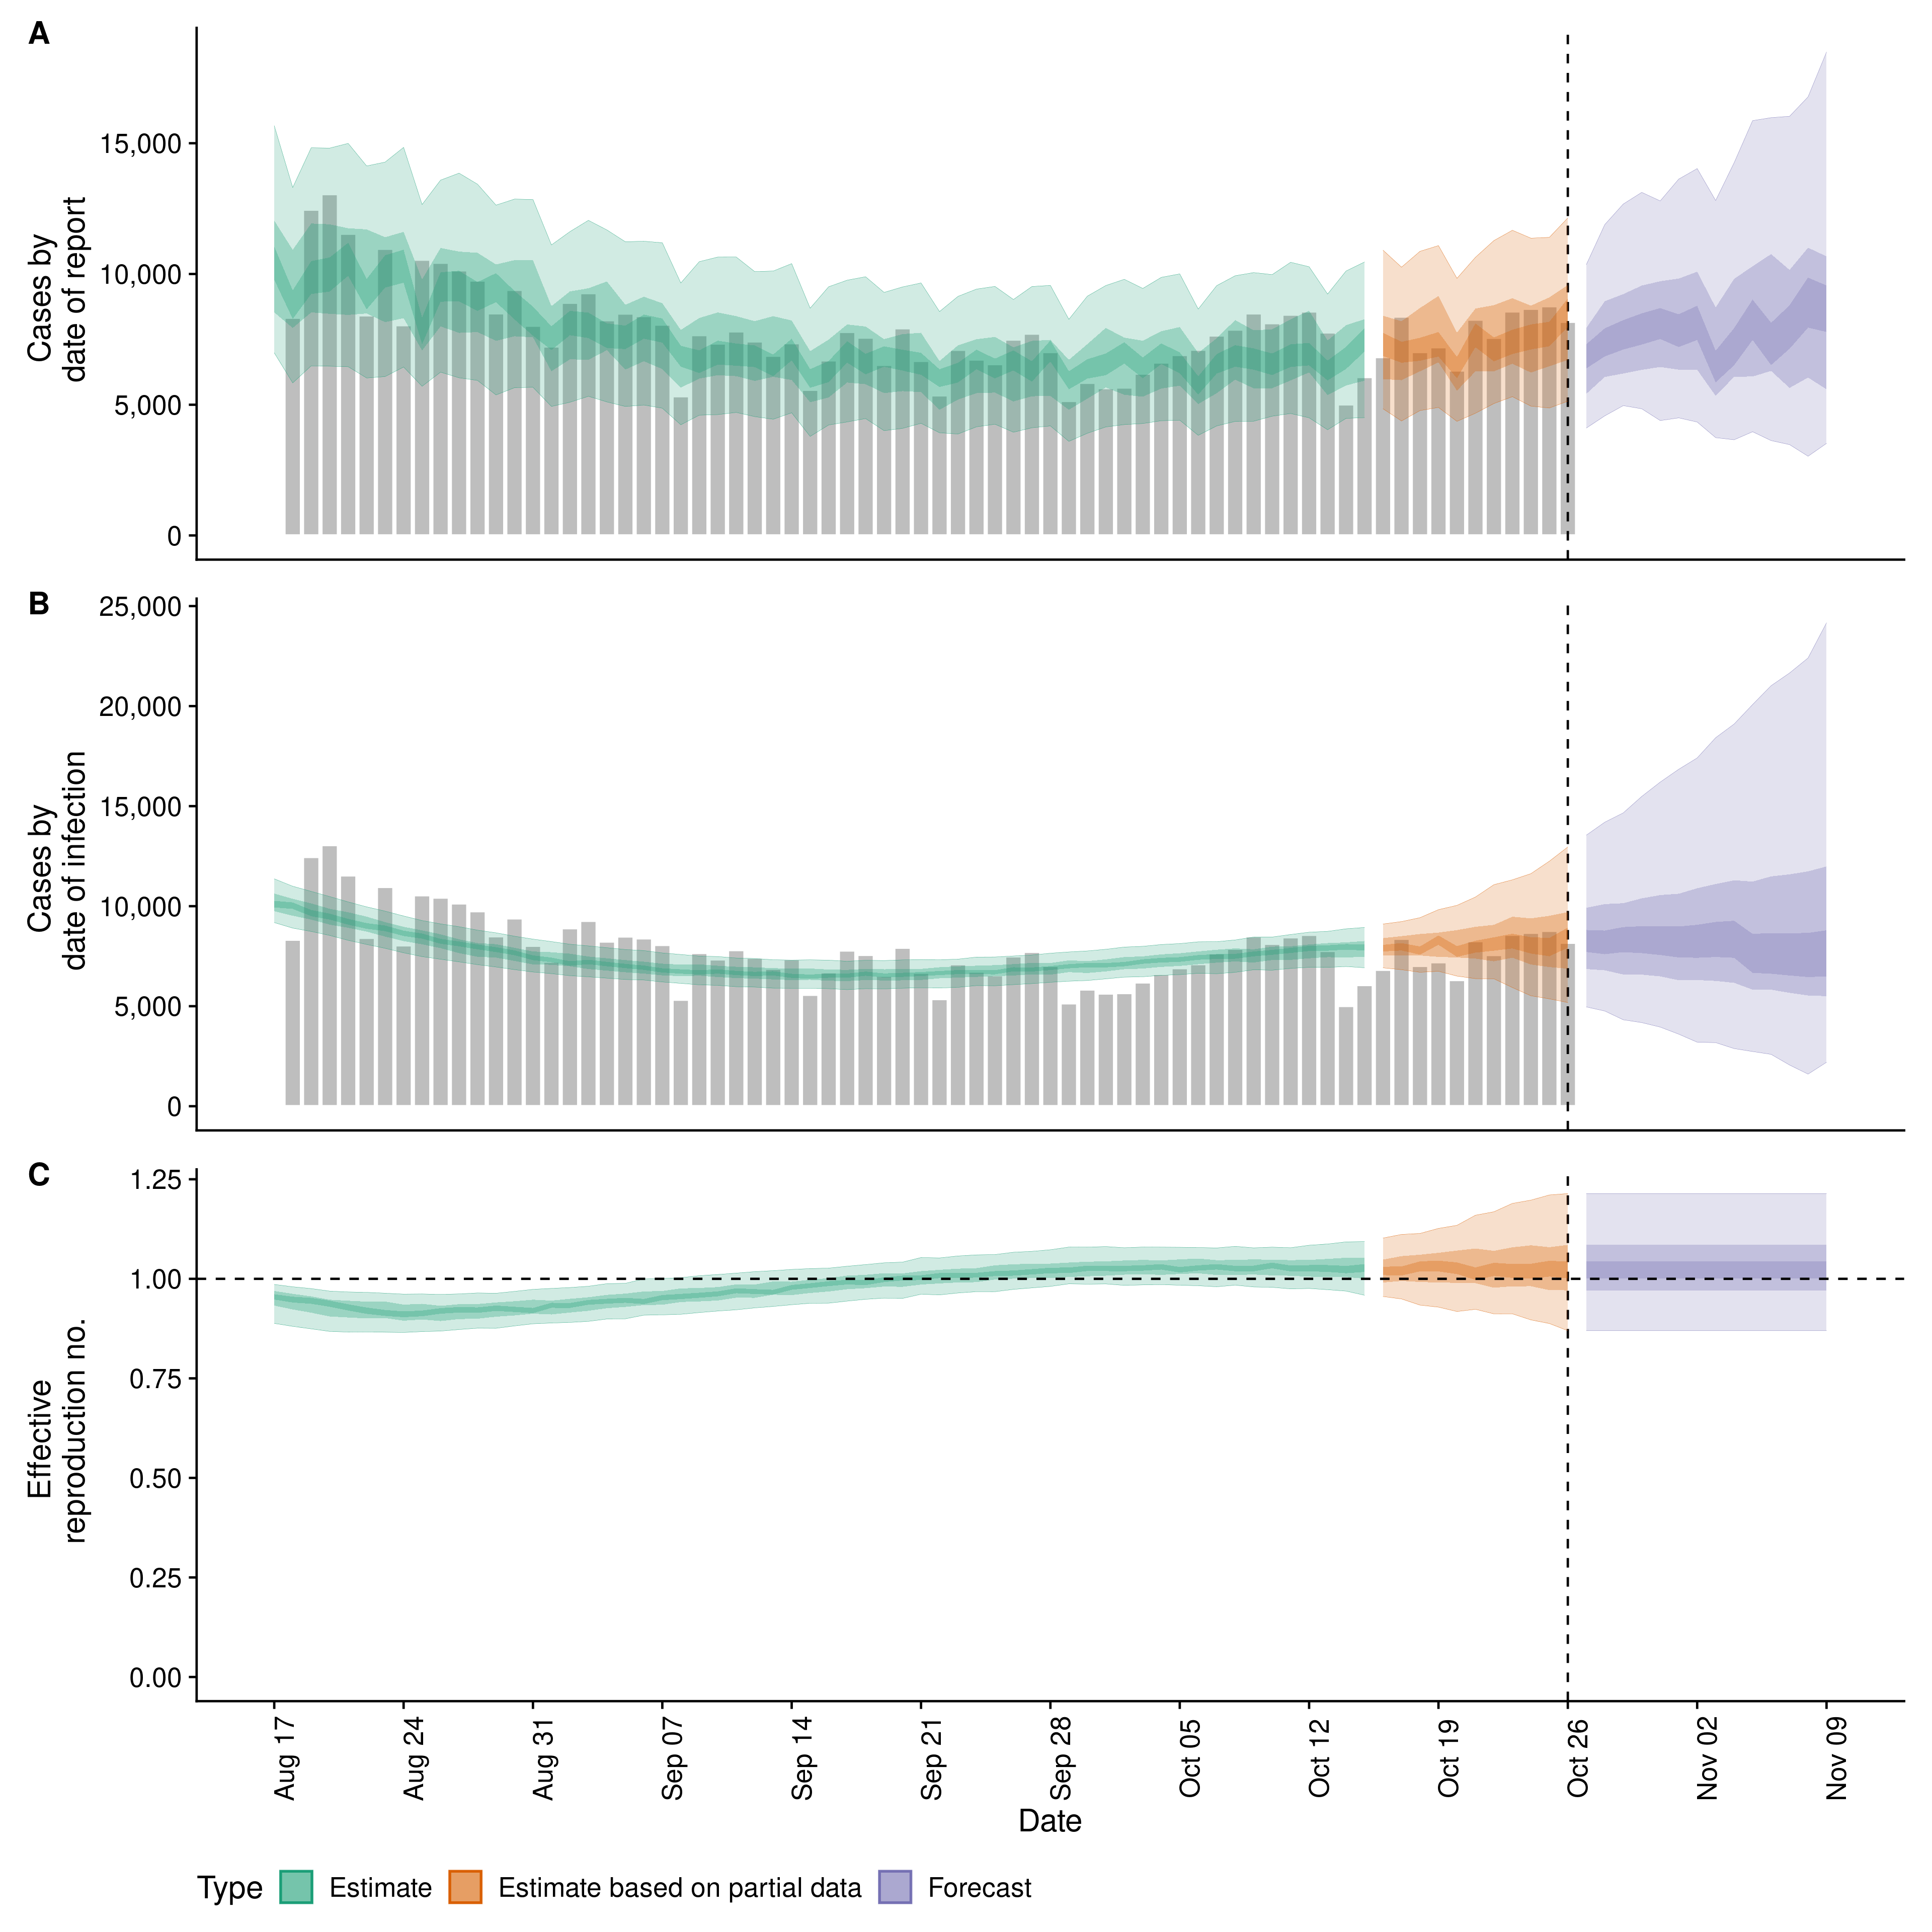 A
Cases by
date of report
15,000
10,000
5,000
0
B
Cases by
date of infection
25,000
20,000
15,000
10,000
5,000
0
C
Effective
reproduction no.
1.25
1.00
0.75
0.50
0.25
0.00
Aug 17
Aug 24
Aug 31
Sep 07
Sep 14
Sep 21
Sep 28
Oct 05
Oct 12
Oct 19
Oct 26
Nov 02
Nov 09
Date
Type Estimate Estimate based on partial data Forecast